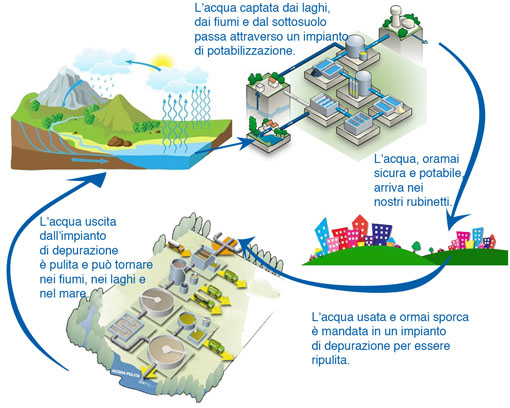 L'acqua captata dai laghi,
dai fiumi e dal sottosuolo
passa attraverso un impianto
di potabilizzazione.
L'acqua, oramai
sicura e potabile,
arriva nei
nostri rubinetti.
L'acqua uscita
dall'impianto
di depurazione
è pulita e può tornare
nei fiumi, nei laghi e
nel mare
L'acqua usata e ormai sporca
è mandata in un impianto
di depurazione per essere
ripulita.
ACQUA PULITA